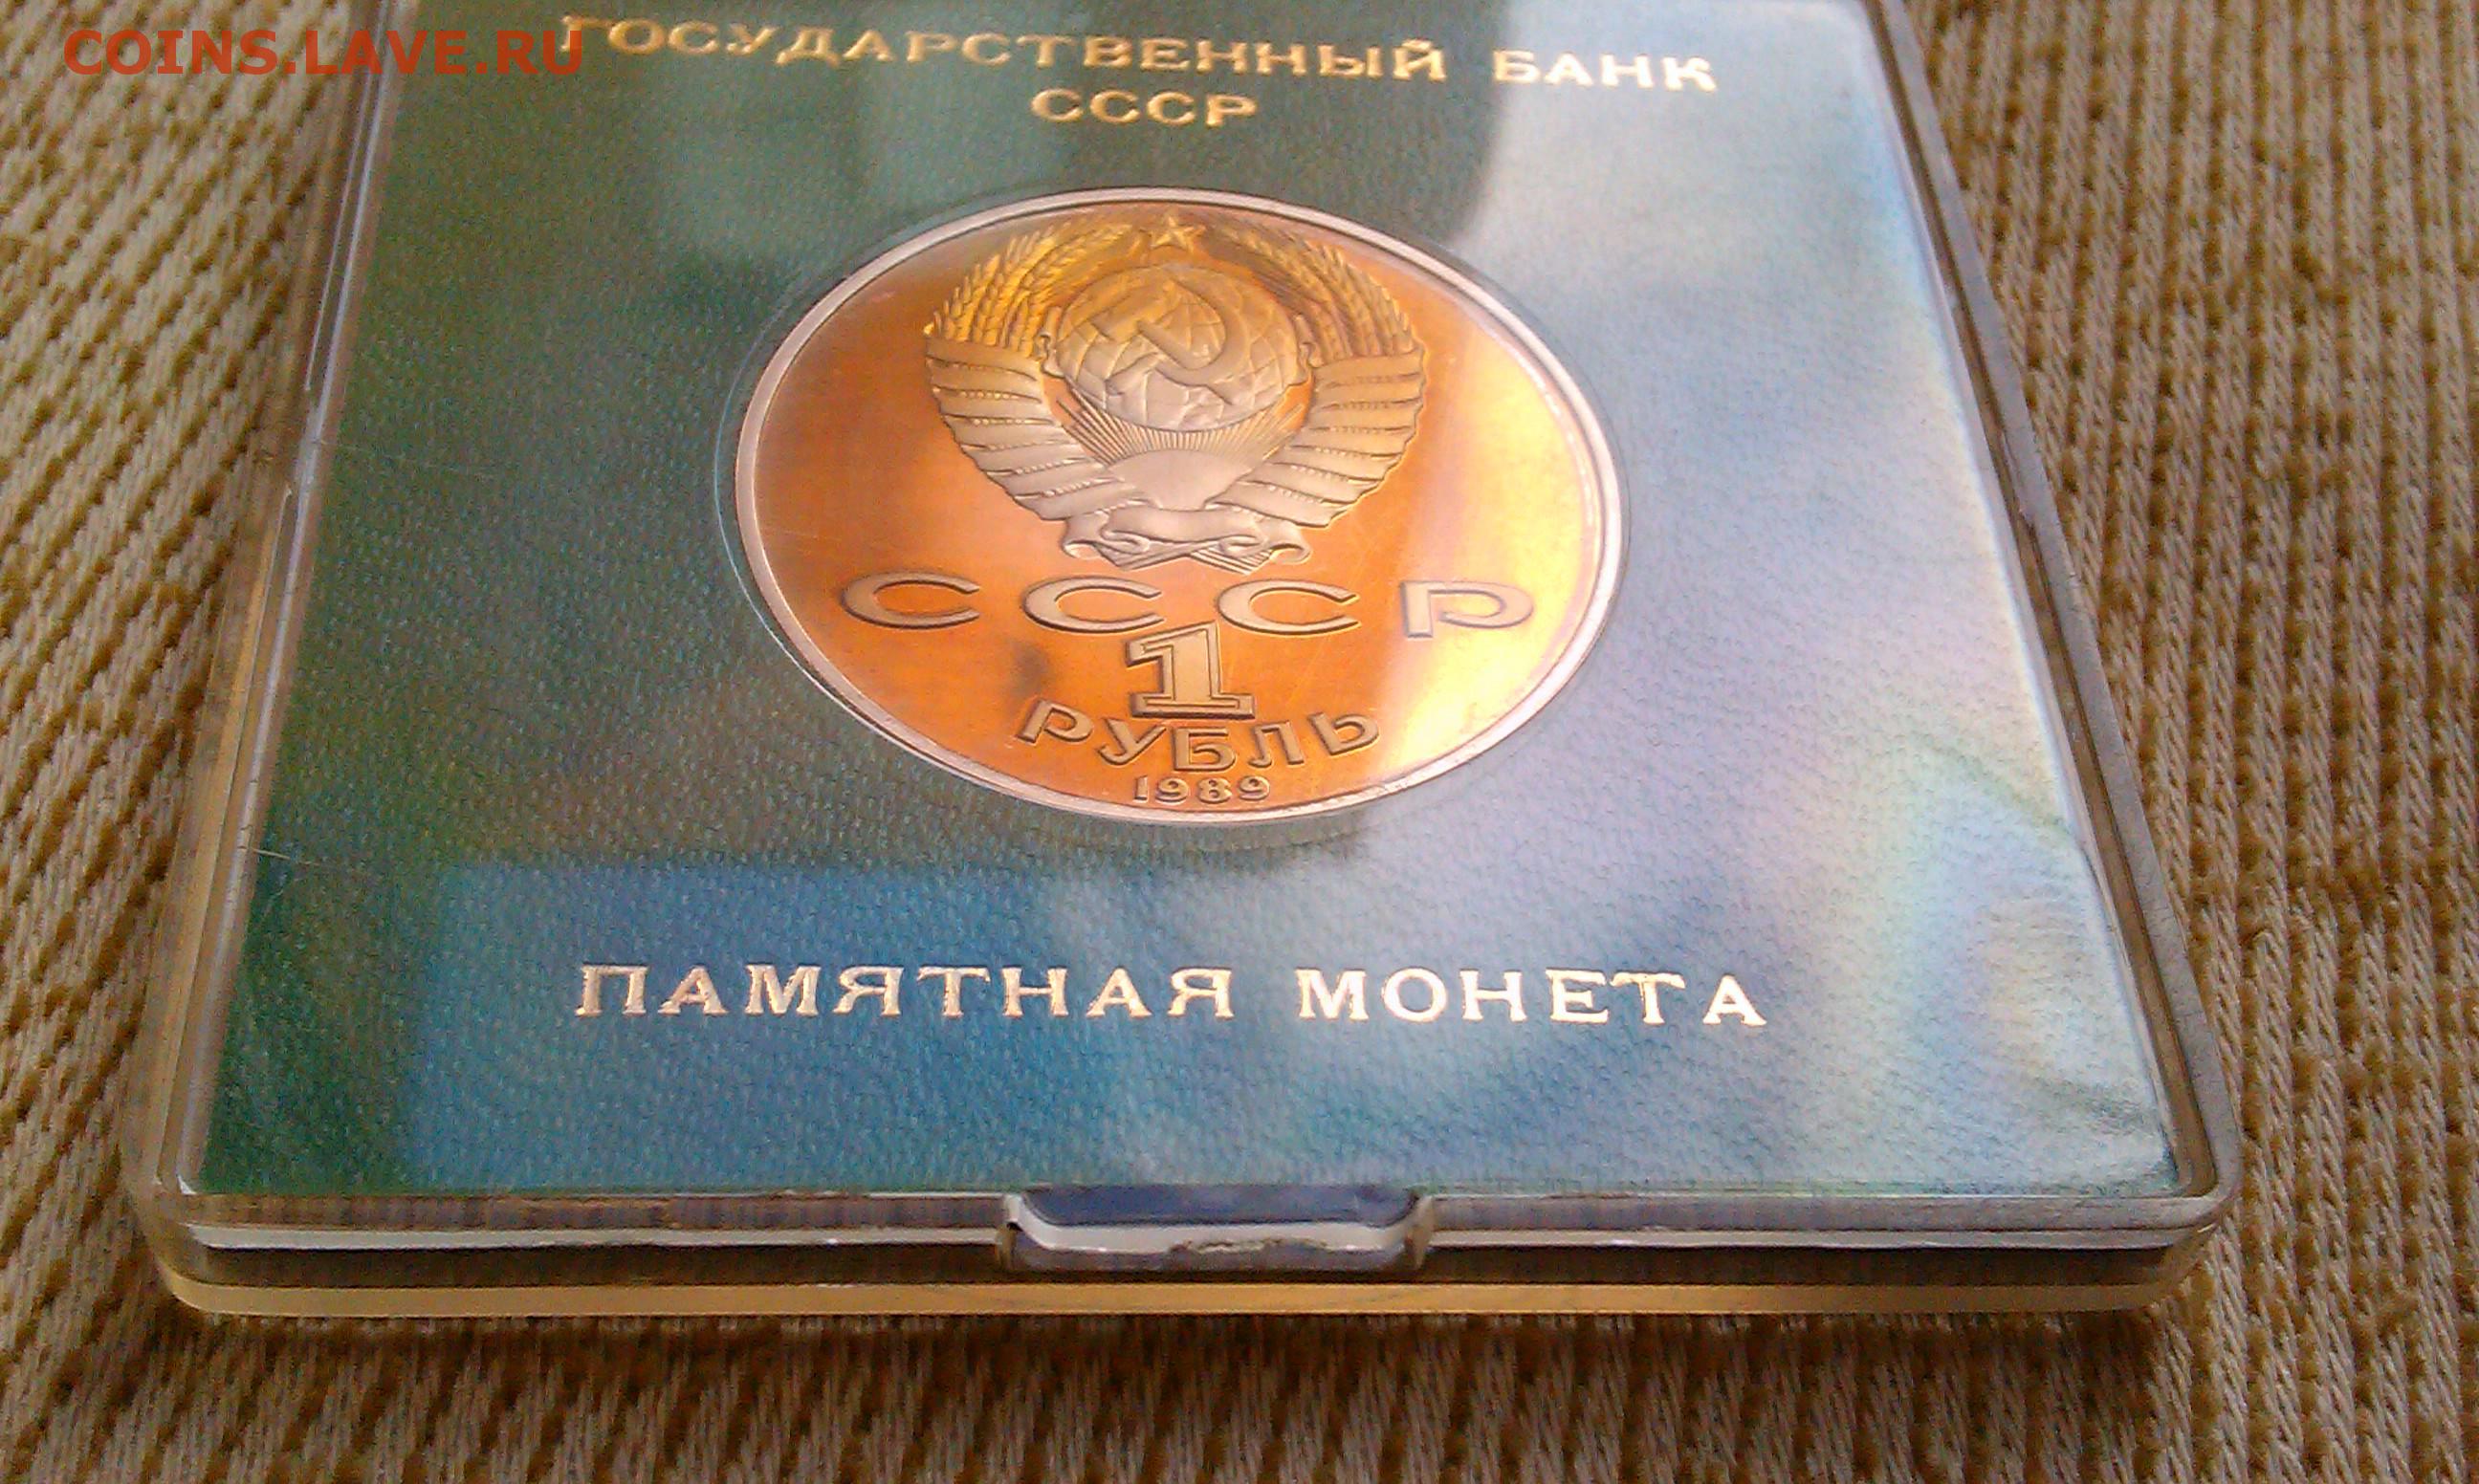 COINS.LAVE.RU
ГОСУДАРСТВЕННЫЙ БАНК
СССР
СССР
1
РУБЛЬ
1989
ПАМЯТНАЯ МОНЕТА